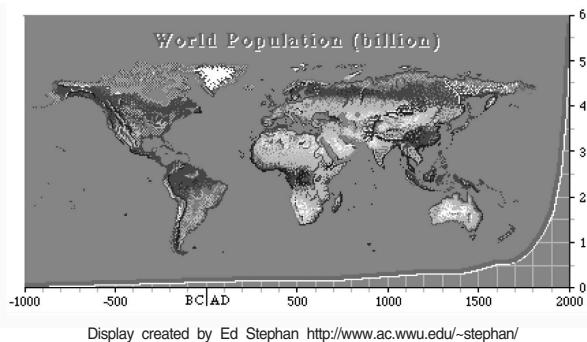 World Population (billion)
6
5
4
3
2
1
0
-1000 -500 BC|AD 500 1000 1500 2000
Display created by Ed Stephan http://www.ac.wwu.edu/~stephan/